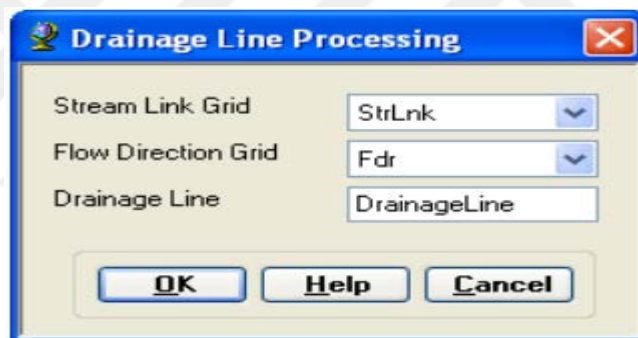 Drainage Line Processing
Stream Link Grid StrLnk
Flow Direction Grid Fdr
Drainage Line DrainageLine
OK Help Cancel